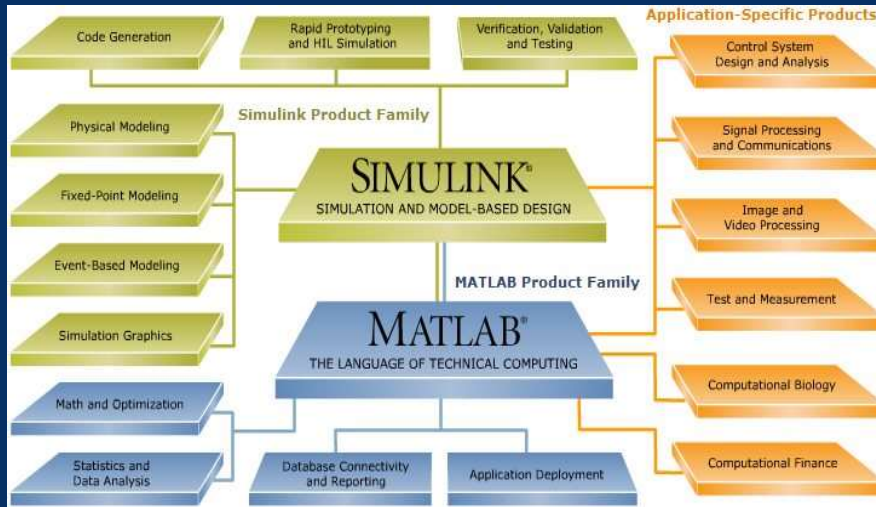 Application-Specific Products
Code Generation
Rapid Prototyping
and HIL Simulation
Verification, Validation
and Testing
Control System
Design and Analysis
Simulink Product Family
Physical Modeling
Signal Processing
and Communications
SIMULINK®
SIMULATION AND MODEL-BASED DESIGN
Fixed-Point Modeling
Image and
Video Processing
Event-Based Modeling
MATLAB Product Family
Test and Measurement
Simulation Graphics
MATLAB®
THE LANGUAGE OF TECHNICAL COMPUTING
Math and Optimization
Computational Biology
Statistics and
Data Analysis
Database Connectivity
and Reporting
Application Deployment
Computational Finance